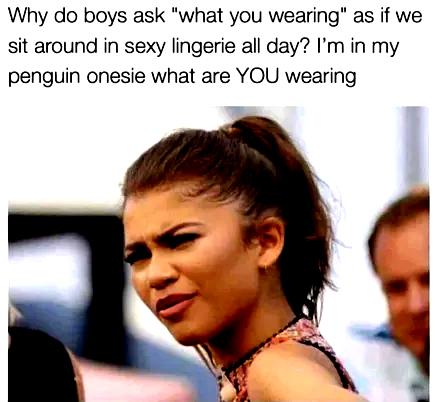 Why do boys ask "what you wearing" as if we
sit around in sexy lingerie all day? I'm in my
penguin onesie what are YOU wearing